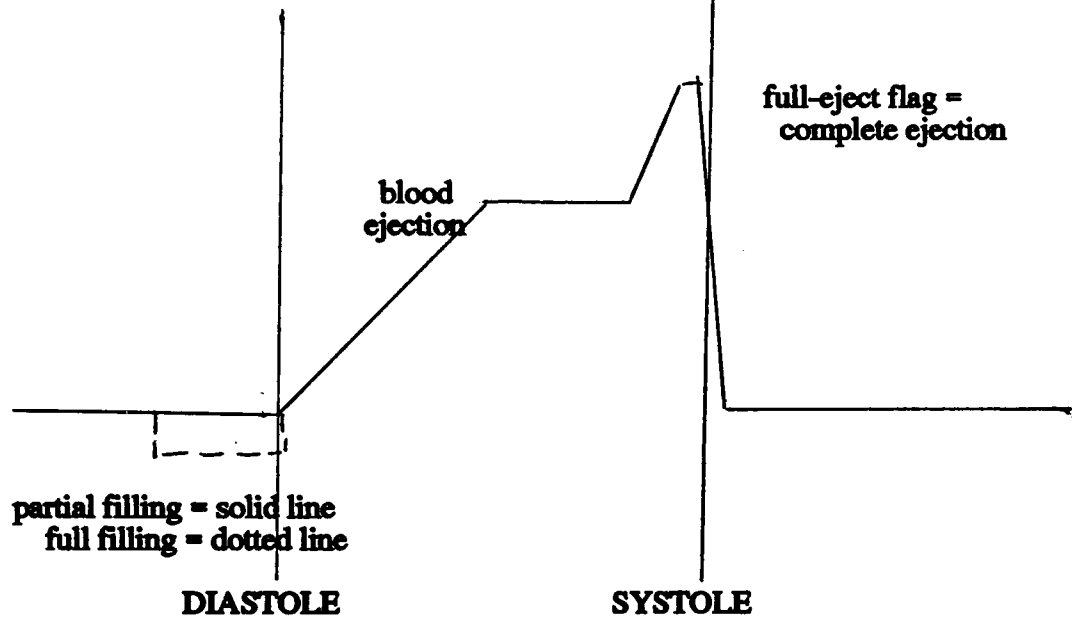 full-eject flag =
complete ejection
blood
ejection
partial filling = solid line
full filling = dotted line
DIASTOLE
SYSTOLE